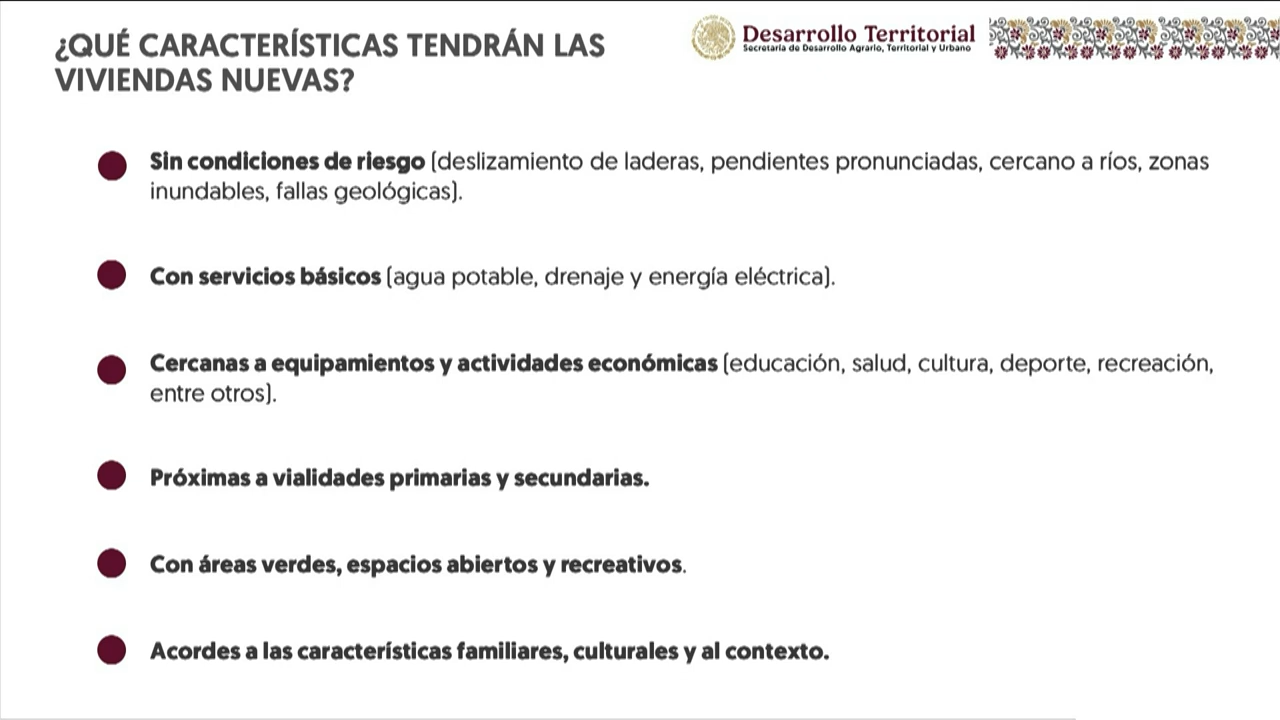 ¿QUÉ CARACTERÍSTICAS TENDRÁN LAS
VIVIENDAS NUEVAS?
Desarrollo Territorial
Secretaría de Desarrollo Agrario, Territorial y Urbano
Sin condiciones de riesgo (deslizamiento de laderas, pendientes pronunciadas, cercano a ríos, zonas
inundables, fallas geológicas).
Con servicios básicos (agua potable, drenaje y energía eléctrica).
Cercanas a equipamientos y actividades económicas (educación, salud, cultura, deporte, recreación,
entre otros).
Próximas a vialidades primarias y secundarias.
Con áreas verdes, espacios abiertos y recreativos.
Acordes a las características familiares, culturales y al contexto.